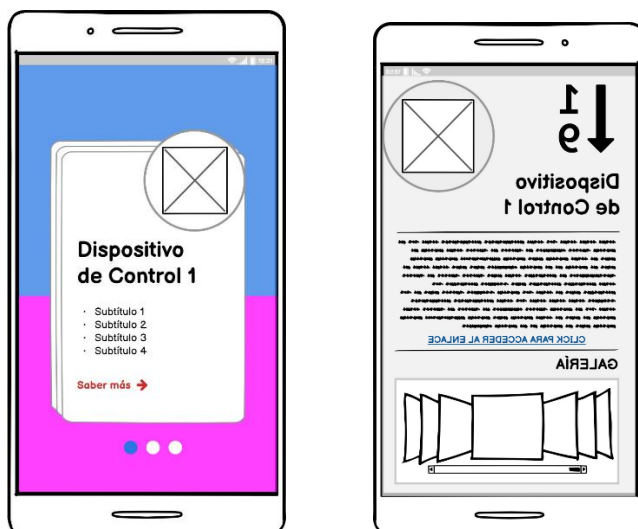 Dispositivo
de Control 1
· Subtítulo 1
· Subtítulo 2
· Subtítulo 3
· Subtítulo 4
Saber más →
1
9
Dispositivo
de Control 1
CLICK PARA ACCEDER AL ENLACE
GALERÍA